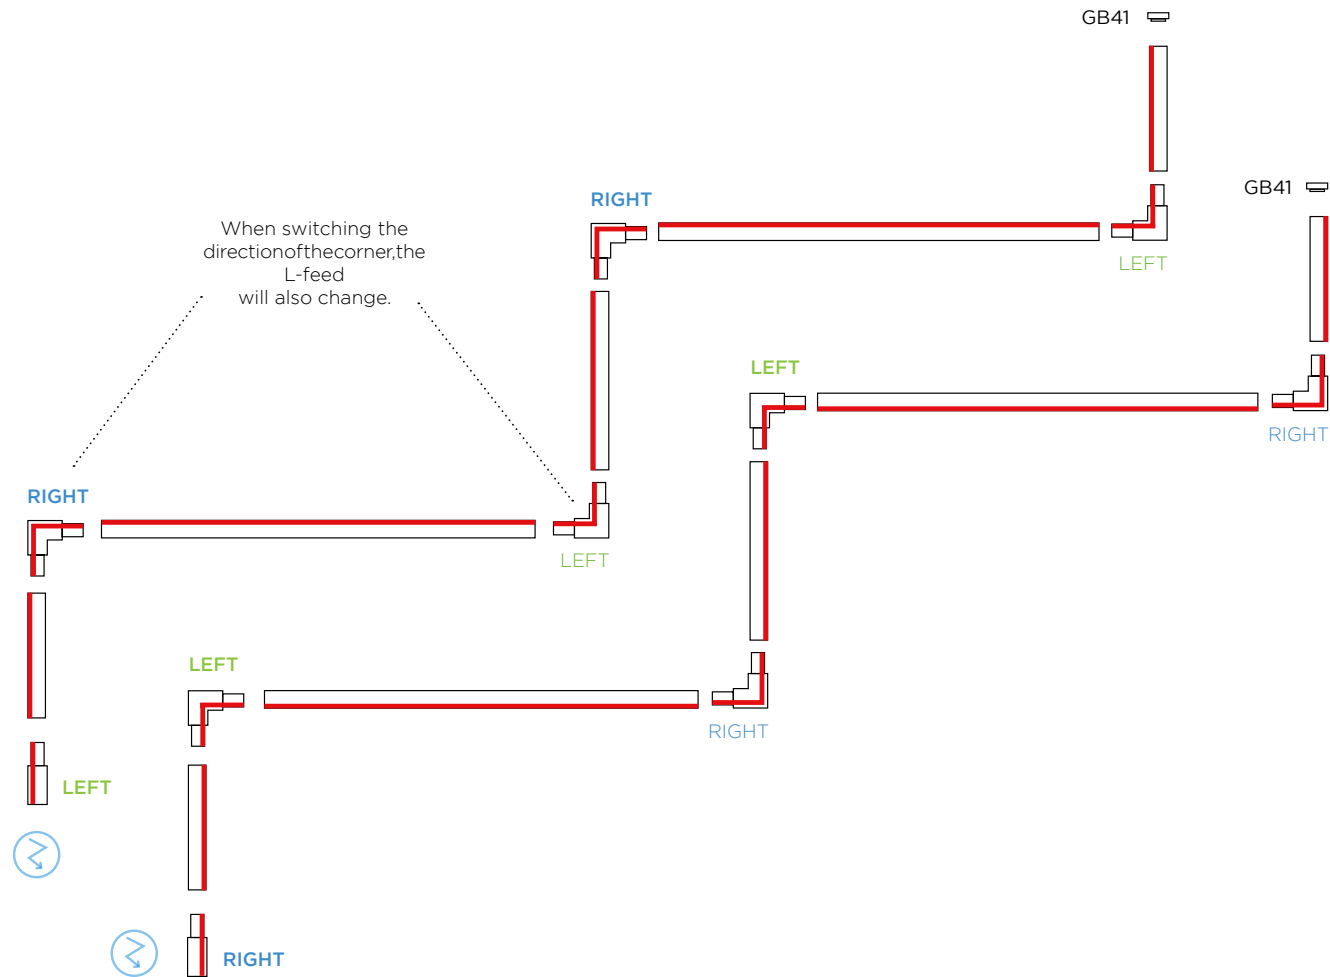 GB41
GB41
RIGHT
When switching the
directionofthecorner,the
L-feed
will also change.
LEFT
LEFT
RIGHT
RIGHT
LEFT
LEFT
RIGHT
LEFT
RIGHT